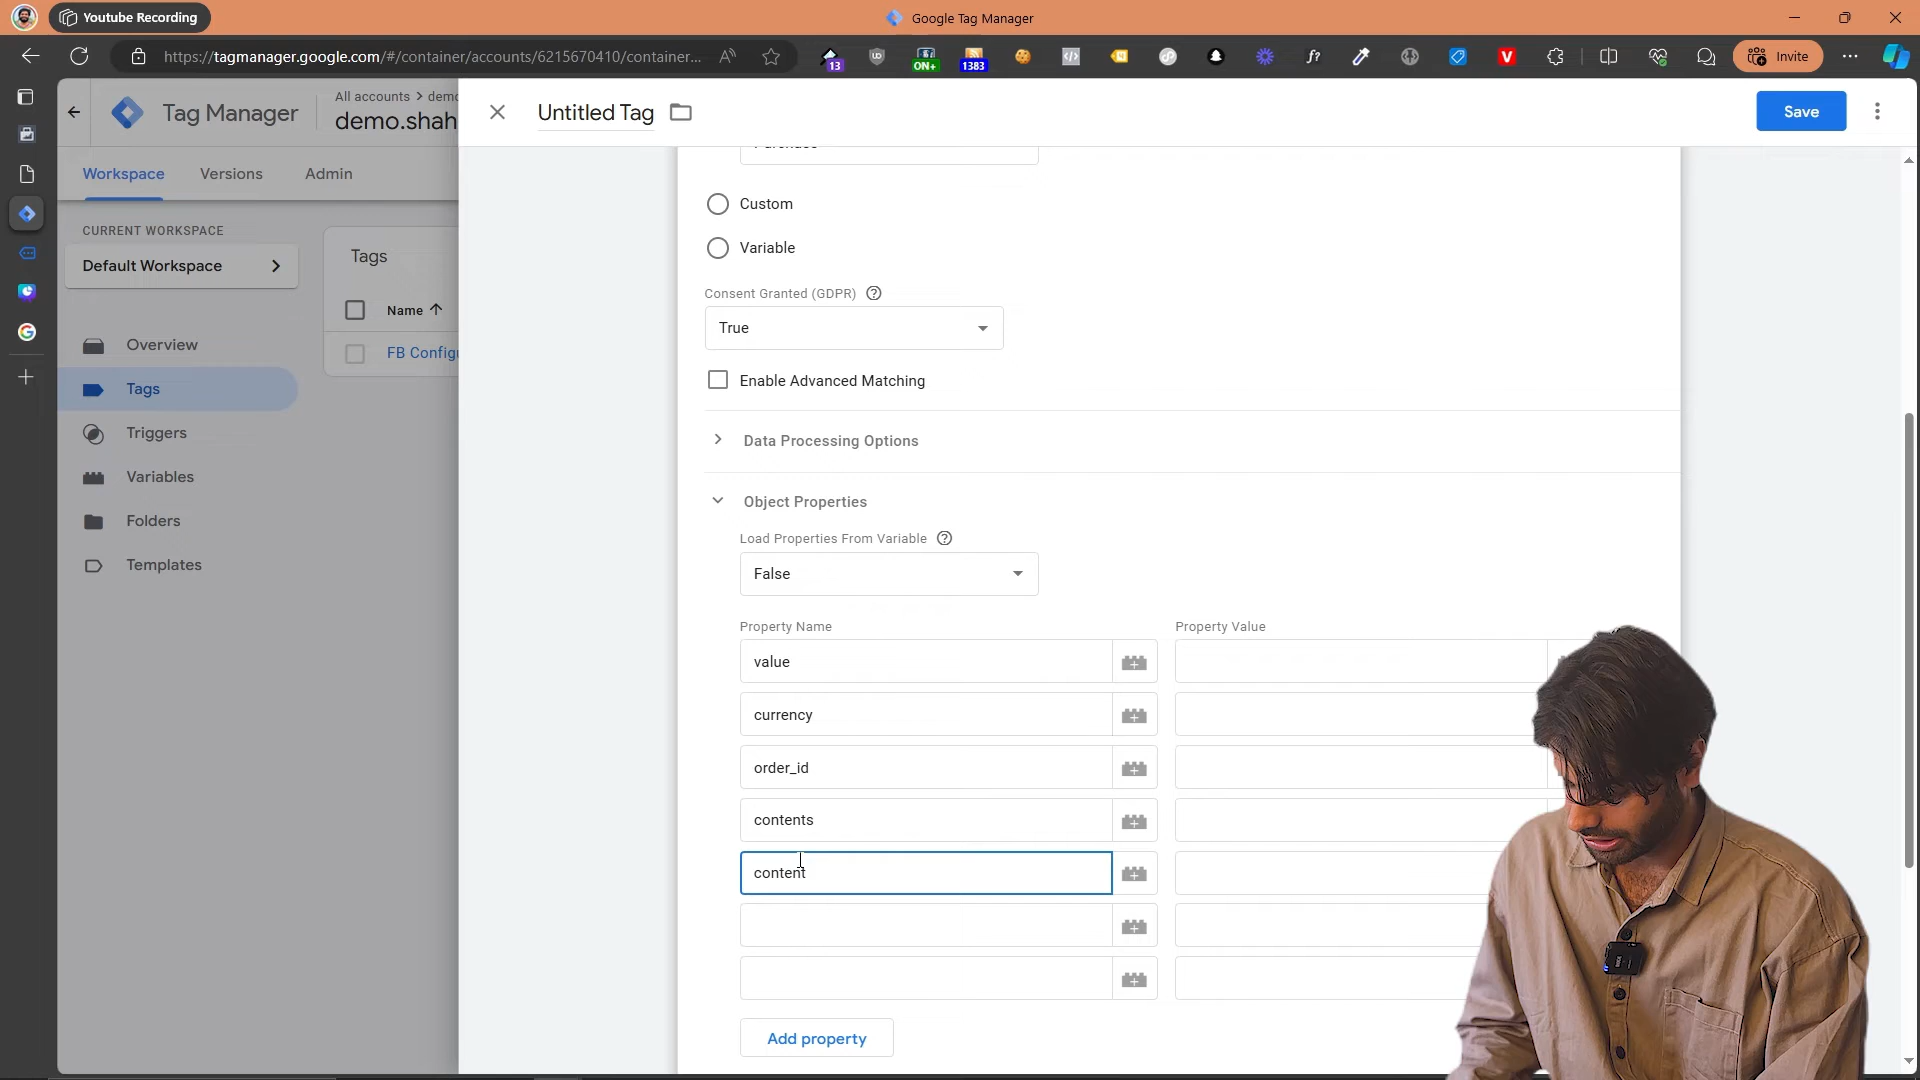 Youtube Recording
Google Tag Manager
https://tagmanager.google.com/#/container/accounts/6215670410/container...
13
ON+
1383
f?
V
Invite
Tag Manager
All accounts > demo
demo.shah
Untitled Tag
Save
Workspace
Versions
Admin
CURRENT WORKSPACE
Default Workspace
Tags
Name
FB Configu
Overview
Tags
Triggers
Variables
Folders
Templates
Custom
Variable
Consent Granted (GDPR)
True
Enable Advanced Matching
Data Processing Options
Object Properties
Load Properties From Variable
False
Property Name
Property Value
value
currency
order_id
contents
content
Add property